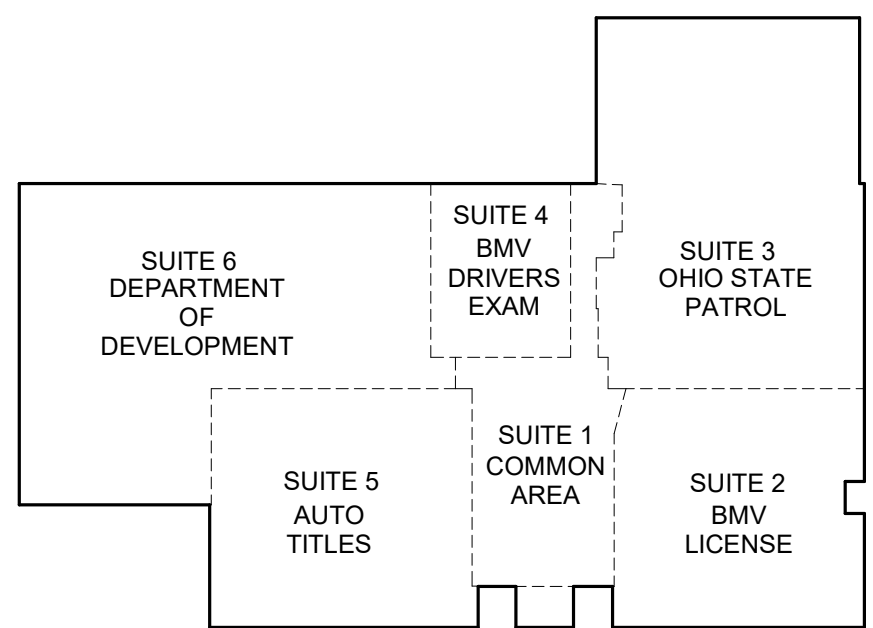 SUITE 4
BMV
DRIVERS
EXAM
SUITE 6
DEPARTMENT
OF
DEVELOPMENT
SUITE 3
OHIO STATE
PATROL
SUITE 1
COMMON
AREA
SUITE 5
AUTO
TITLES
SUITE 2
BMV
LICENSE